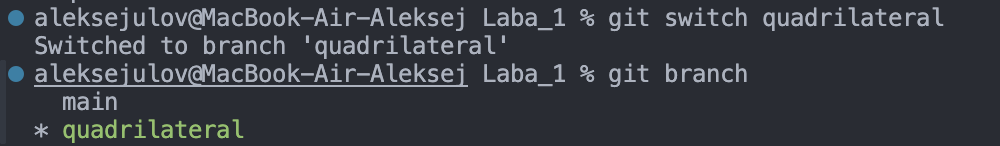 aleksejulov@MacBook-Air-Aleksej Laba_1 % git switch quadrilateral
Switched to branch 'quadrilateral'
aleksejulov@MacBook-Air-Aleksej Laba_1 % git branch
  main
* quadrilateral